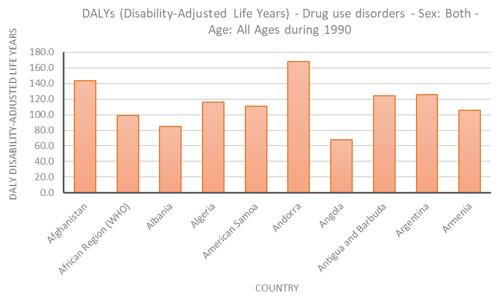 DALYs (Disability-Adjusted Life Years) - Drug use disorders - Sex: Both -
Age: All Ages during 1990
DALY DISABILITY-ADJUSTED LIFE YEARS
180.0
160.0
140.0
120.0
100.0
80.0
60.0
40.0
20.0
0.0
Afghanistan
African Region (WHO)
Albania
Algeria
American Samoa
Andorra
Angola
Antigua and Barbuda
Argentina
Armenia
COUNTRY